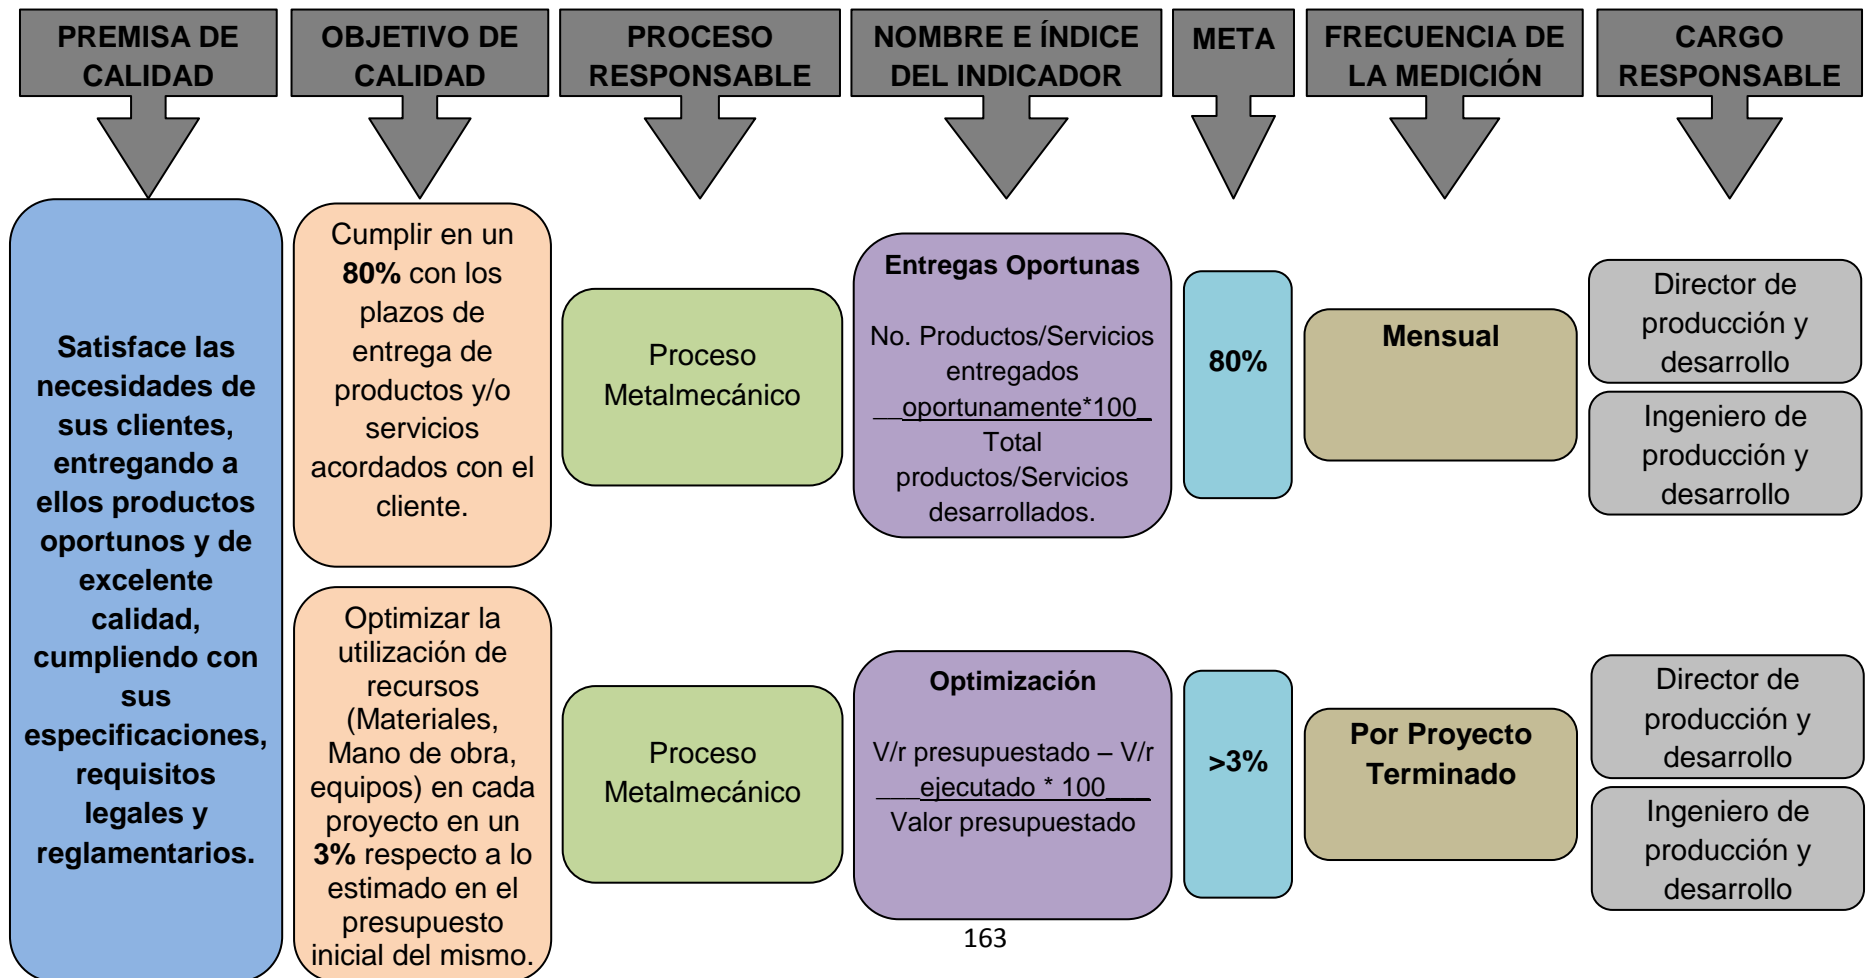 PREMISA DE
CALIDAD
OBJETIVO DE
CALIDAD
PROCESO
RESPONSABLE
NOMBRE E ÍNDICE
DEL INDICADOR
META
FRECUENCIA DE
LA MEDICIÓN
CARGO
RESPONSABLE
Satisface las
necesidades de
sus clientes,
entregando a
ellos productos
oportunos y de
excelente
calidad,
cumpliendo con
sus
especificaciones,
requisitos
legales y
reglamentarios.
Cumplir en un
80% con los
plazos de
entrega de
productos y/o
servicios
acordados con el
cliente.
Proceso
Metalmecánico
Entregas Oportunas
No. Productos/Servicios
entregados
__oportunamente*100_
Total
productos/Servicios
desarrollados.
80%
Mensual
Director de
producción y
desarrollo
Ingeniero de
producción y
desarrollo
Optimizar la
utilización de
recursos
(Materiales,
Mano de obra,
equipos) en cada
proyecto en un
3% respecto a lo
estimado en el
presupuesto
inicial del mismo.
Proceso
Metalmecánico
Optimización
V/r presupuestado – V/r
___ejecutado * 100___
Valor presupuestado
>3%
Por Proyecto
Terminado
Director de
producción y
desarrollo
Ingeniero de
producción y
desarrollo
163